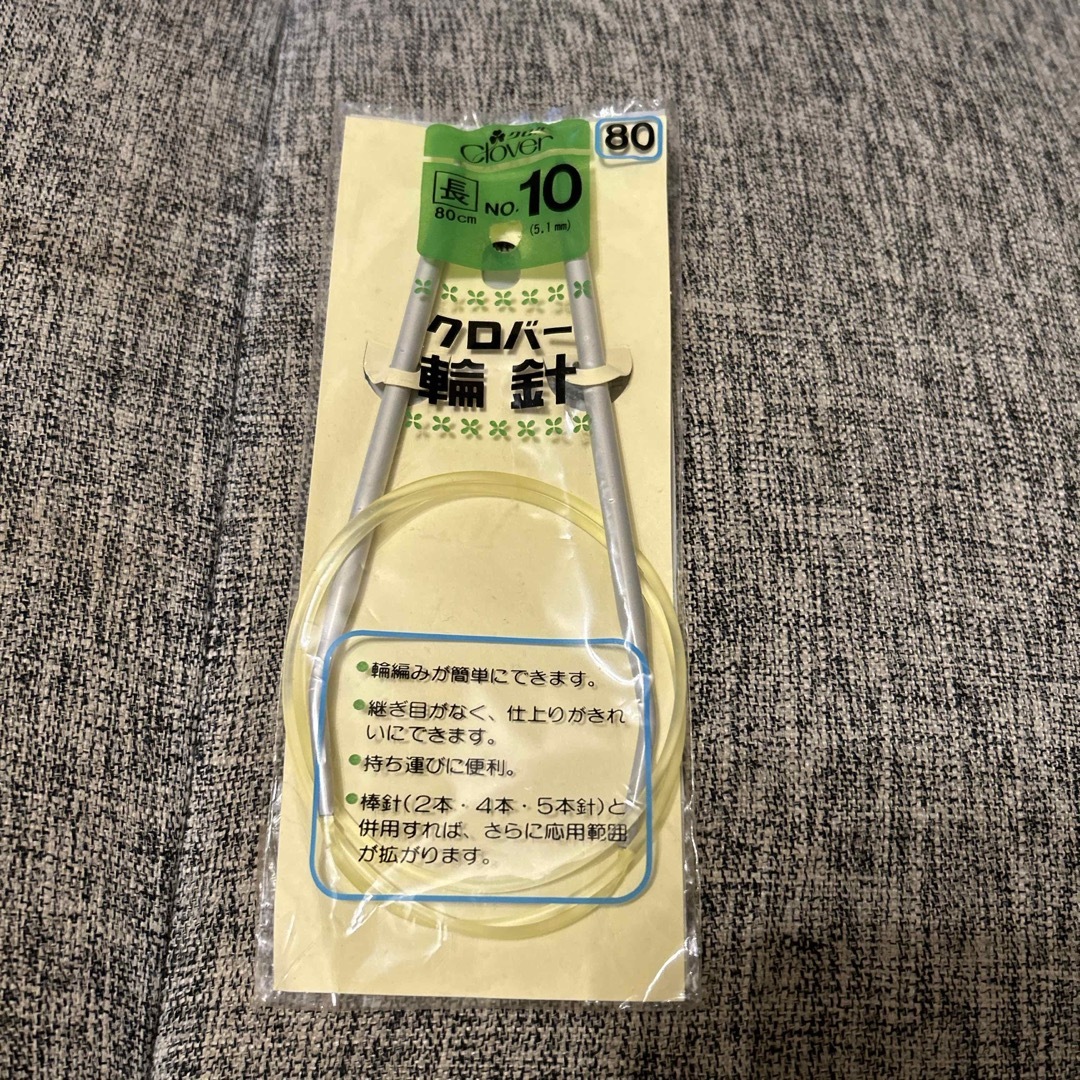 クロバー
Clover
80
長
80cm
NO. 10
(5.1mm)
クロバー
輪針
●輪編みが簡単にできます。
●継ぎ目がなく、仕上りがきれ
いにできます。
●持ち運びに便利。
●棒針(2本・4本・5本針)と
併用すれば、さらに応用範囲
が拡がります。